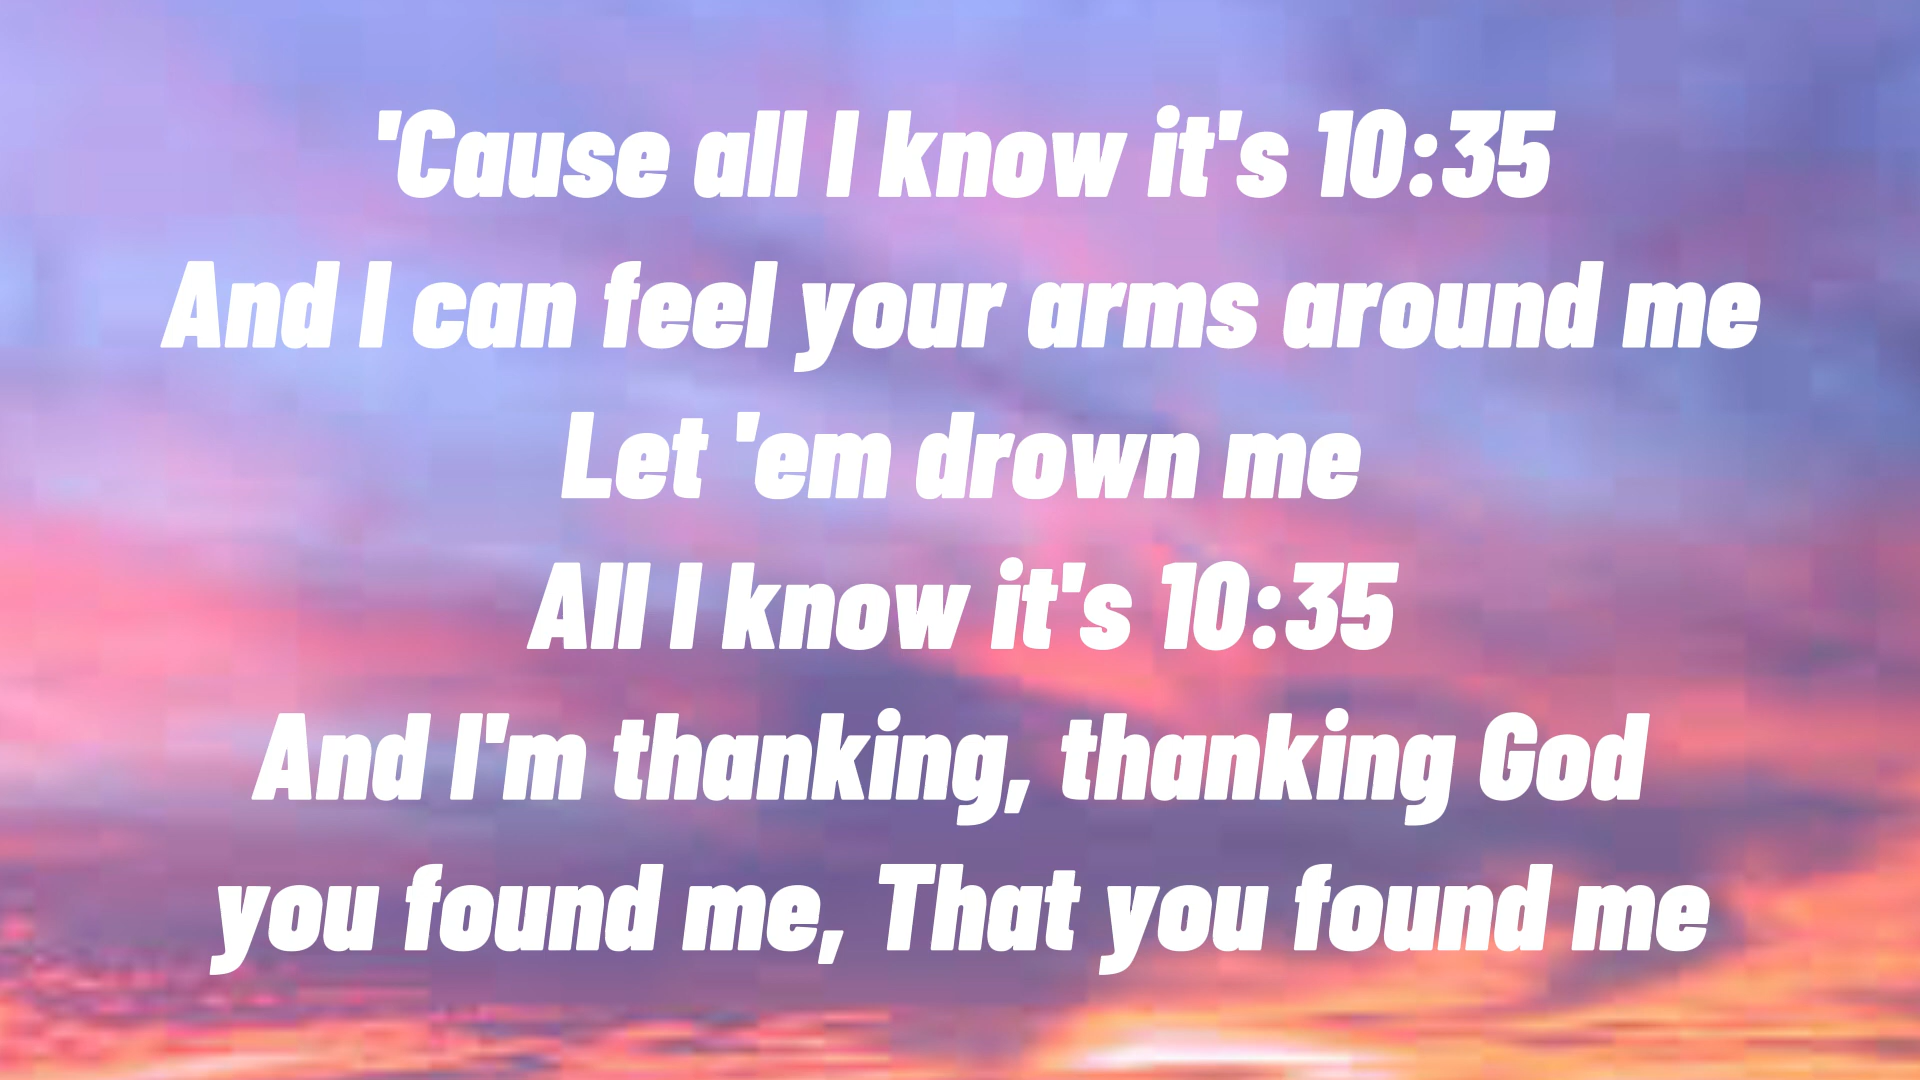 'Cause all I know it's 10:35
And I can feel your arms around me
Let 'em drown me
All I know it's 10:35
And I'm thanking, thanking God
you found me, That you found me